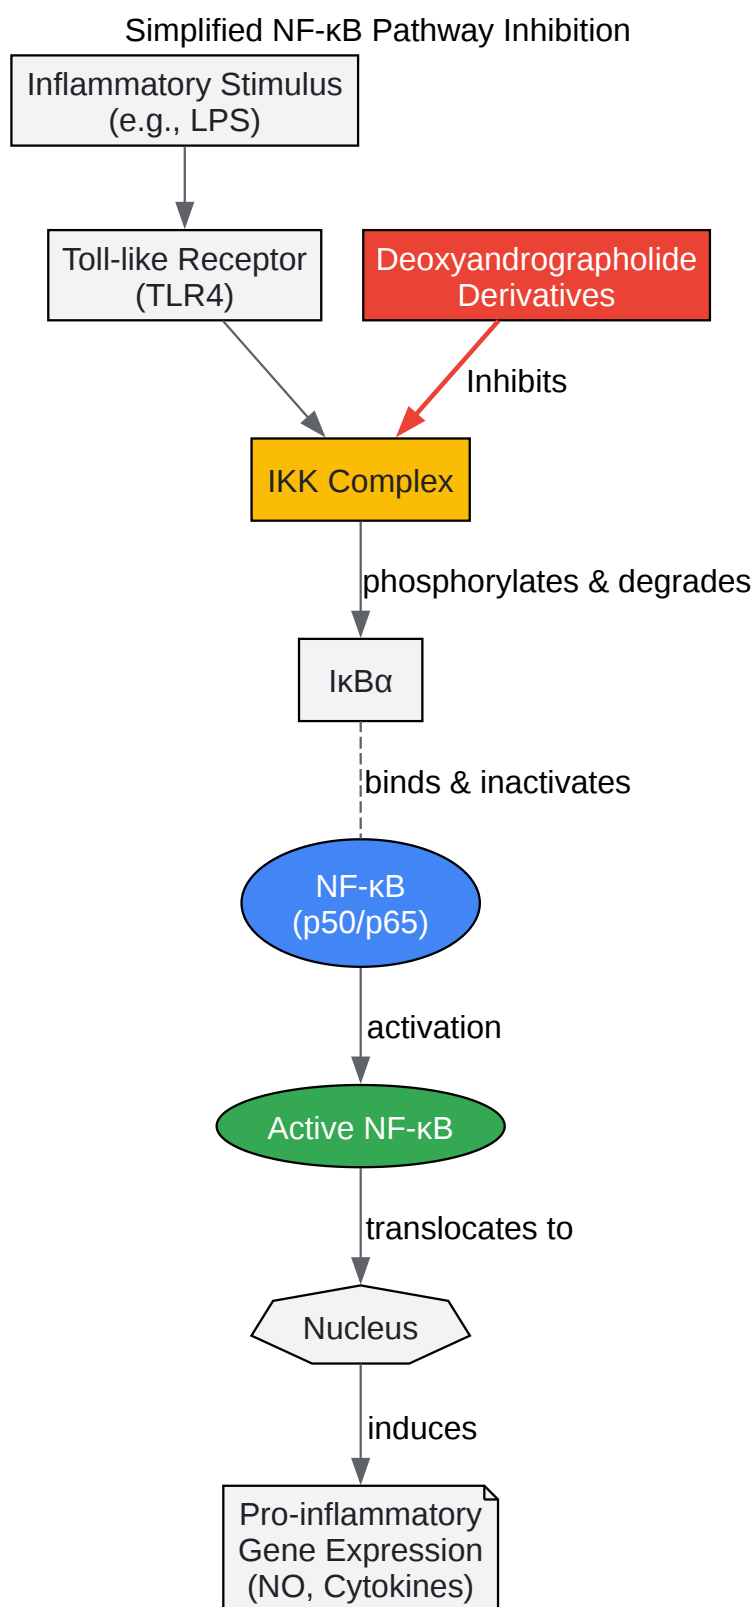 Simplified NF-κB Pathway Inhibition
Inflammatory Stimulus
(e.g., LPS)
Toll-like Receptor
(TLR4)
Deoxyandrographolide
Derivatives
Inhibits
IKK Complex
phosphorylates & degrades
IκBα
binds & inactivates
NF-κB
(p50/p65)
activation
Active NF-κB
translocates to
Nucleus
induces
Pro-inflammatory
Gene Expression
(NO, Cytokines)